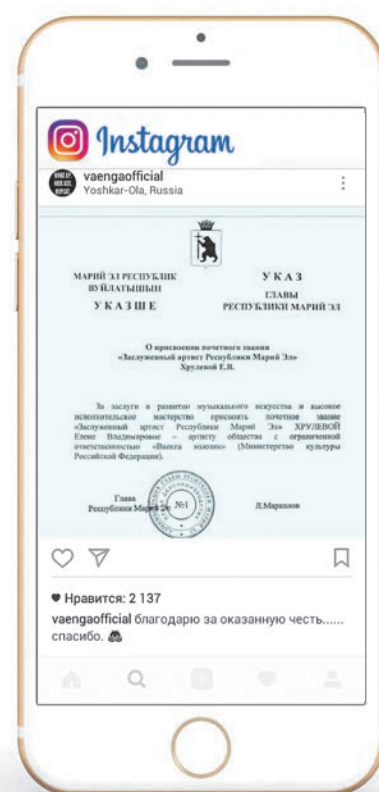 Instagram
vaengaofficial
Yoshkar-Ola, Russia
МАРИЙ ЭЛ РЕСПУБЛИК
ВУЙЛАТЫШЫН
УКАЗШЕ
УКАЗ
ГЛАВЫ
РЕСПУБЛИКИ МАРИЙ ЭЛ
О присвоении почетного звания
«Заслуженный артист Республики Марий Эл»
Хрулевой Е.В.
За заслуги в развитии музыкального искусства и высокое
исполнительское мастерство присвоить почетное звание
«Заслуженный артист Республики Марий Эл» ХРУЛЕВОЙ
Елене Владимировне – артисту общества с ограниченной
ответственностью «Ваенга мьюзик» (Министерство культуры
Российской Федерации).
Глава
Республики Марий Эл
№1
Л.Маркелов
Нравится: 2 137
vaengaofficial благодарю за оказанную честь......
спасибо.